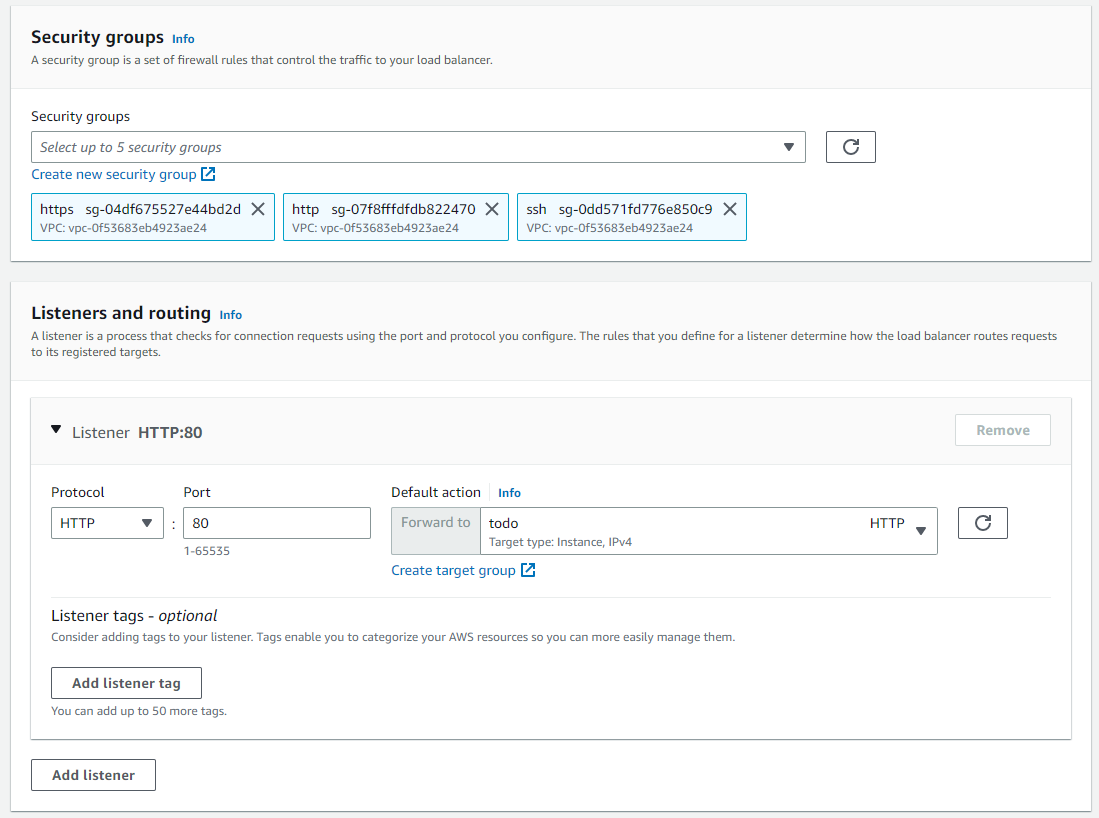 Security groups Info
A security group is a set of firewall rules that control the traffic to your load balancer.
Security groups
Select up to 5 security groups
Create new security group
https sg-04df675527e44bd2d
VPC: vpc-0f53683eb4923ae24
http sg-07f8fffdfdb822470
VPC: vpc-0f53683eb4923ae24
ssh sg-0dd571fd776e850c9
VPC: vpc-0f53683eb4923ae24
Listeners and routing Info
A listener is a process that checks for connection requests using the port and protocol you configure. The rules that you define for a listener determine how the load balancer routes requests
to its registered targets.
Listener HTTP:80
Remove
Protocol
HTTP
:
Port
80
1-65535
Default action Info
Forward to
todo
Target type: Instance, IPv4
HTTP
Create target group
Listener tags - optional
Consider adding tags to your listener. Tags enable you to categorize your AWS resources so you can more easily manage them.
Add listener tag
You can add up to 50 more tags.
Add listener